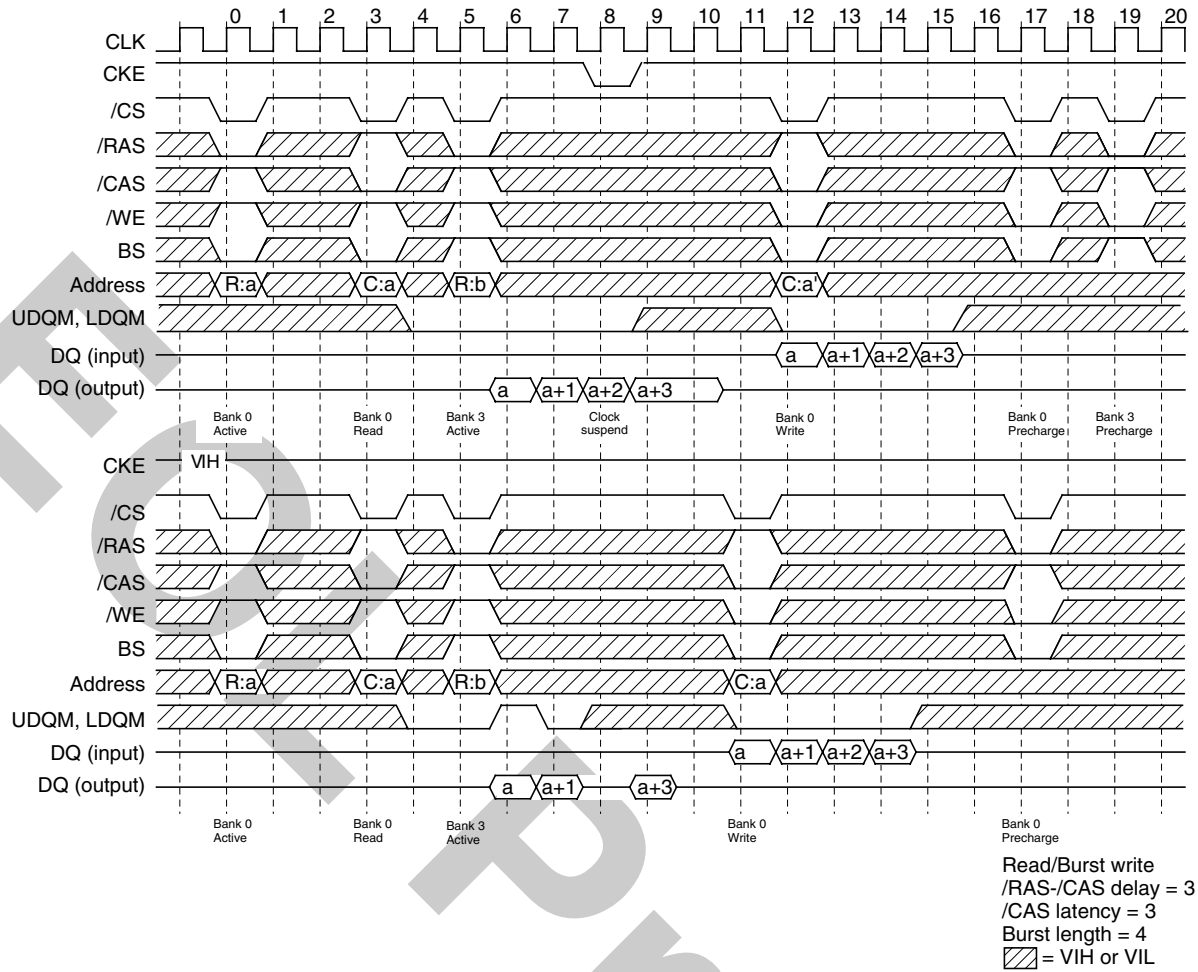 0 1 2 3 4 5 6 7 8 9 10 11 12 13 14 15 16 17 18 19 20
CLK
CKE
/CS
/RAS
/CAS
/WE
BS
Address R:a C:a R:b C:a'
UDQM, LDQM
DQ (input) a a+1 a+2 a+3
DQ (output) a a+1 a+2 a+3
Bank 0 Bank 0 Bank 3 Clock Bank 0 Bank 0 Bank 3
Active Read Active suspend Write Precharge Precharge
CKE VIH
/CS
/RAS
/CAS
/WE
BS
Address R:a C:a R:b C:a
UDQM, LDQM
DQ (input) a a+1 a+2 a+3
DQ (output) a a+1 a+3
Bank 0 Bank 0 Bank 3 Bank 0 Bank 0
Active Read Active Write Precharge
Read/Burst write
/RAS-/CAS delay = 3
/CAS latency = 3
Burst length = 4
= VIH or VIL